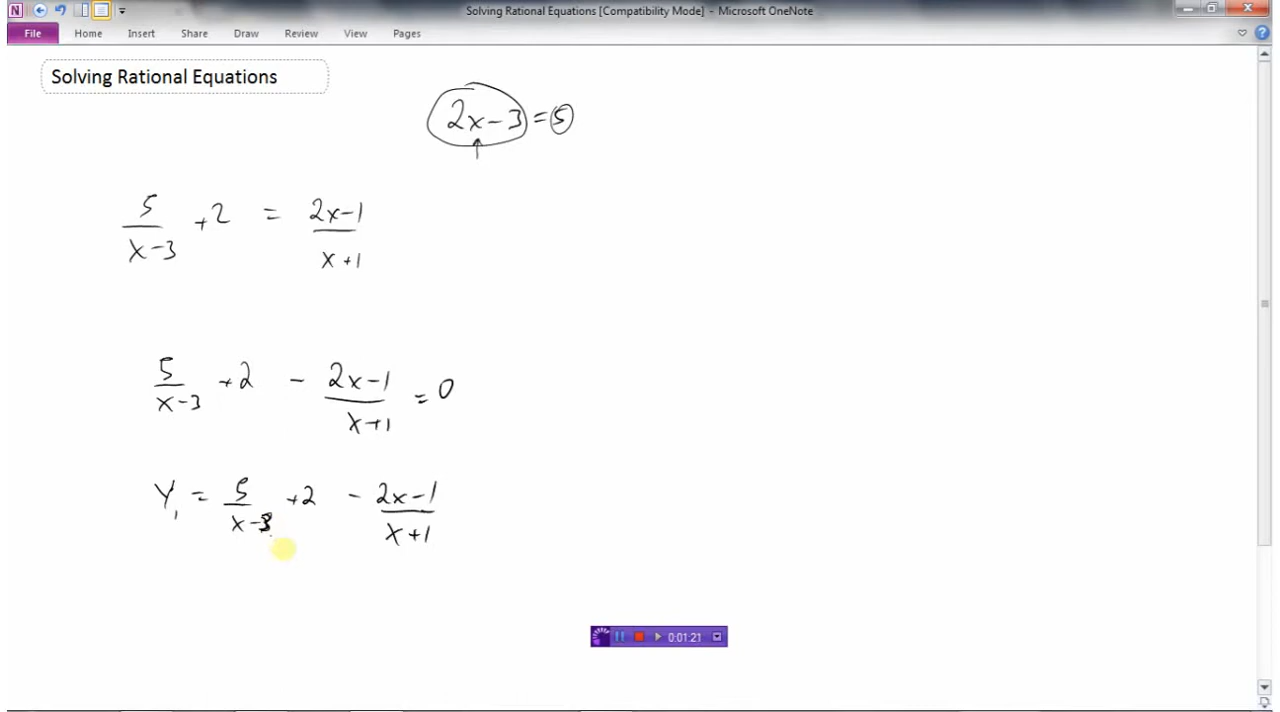 Solving Rational Equations [Compatibility Mode] - Microsoft OneNote
File Home Insert Share Draw Review View Pages
Solving Rational Equations
2x-3 = 5
5/(x-3) +2 = (2x-1)/(x+1)
5/(x-3) +2 - (2x-1)/(x+1) = 0
Y₁ = 5/(x-3) +2 - (2x-1)/(x+1)
0:01:21